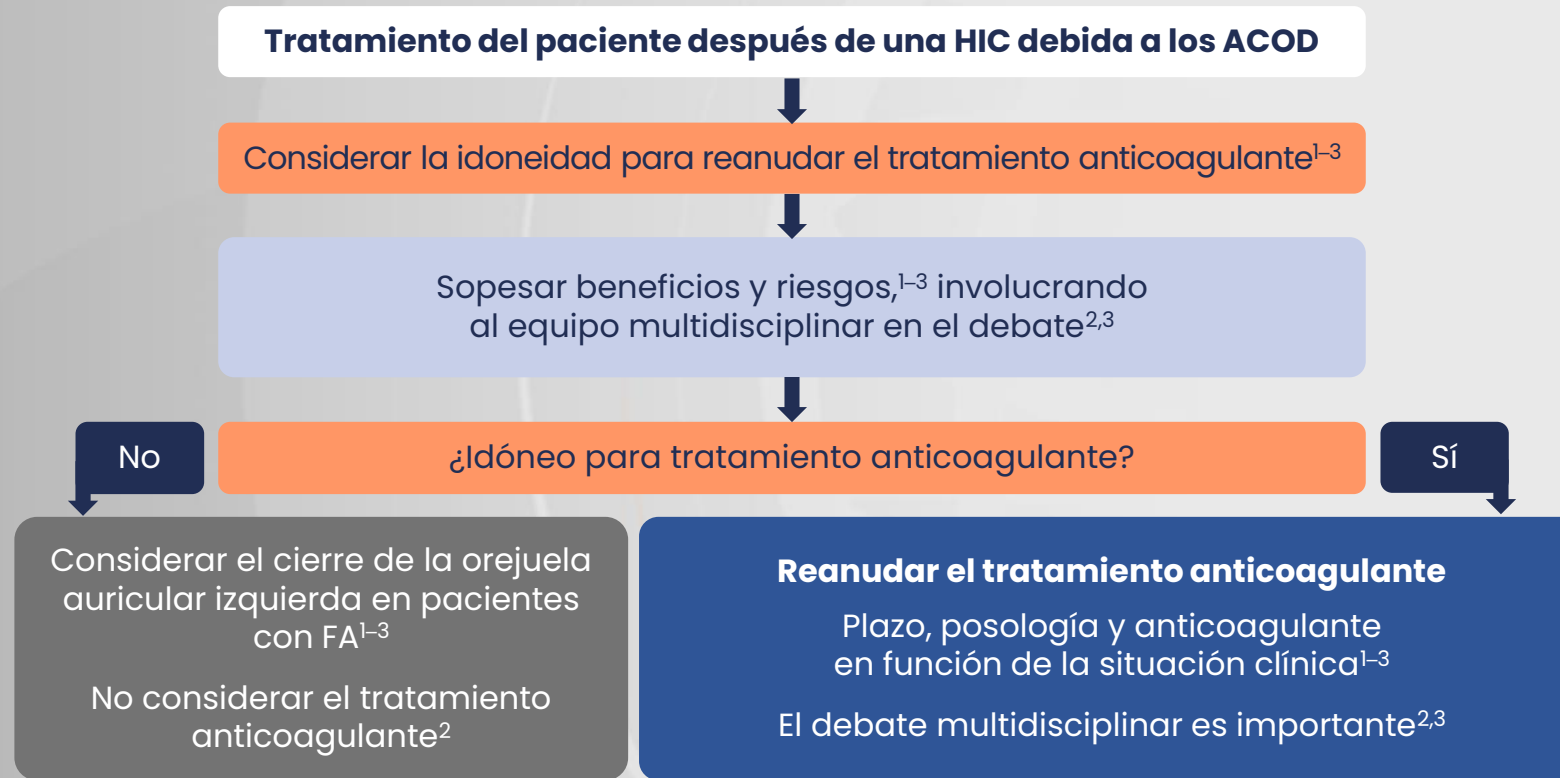 Tratamiento del paciente después de una HIC debida a los ACOD
Considerar la idoneidad para reanudar el tratamiento anticoagulante¹⁻³
Sopesar beneficios y riesgos,¹⁻³ involucrando
al equipo multidisciplinar en el debate²,³
No
¿Idóneo para tratamiento anticoagulante?
Sí
Considerar el cierre de la orejuela
auricular izquierda en pacientes
con FA¹⁻³
No considerar el tratamiento
anticoagulante²
Reanudar el tratamiento anticoagulante
Plazo, posología y anticoagulante
en función de la situación clínica¹⁻³
El debate multidisciplinar es importante²,³